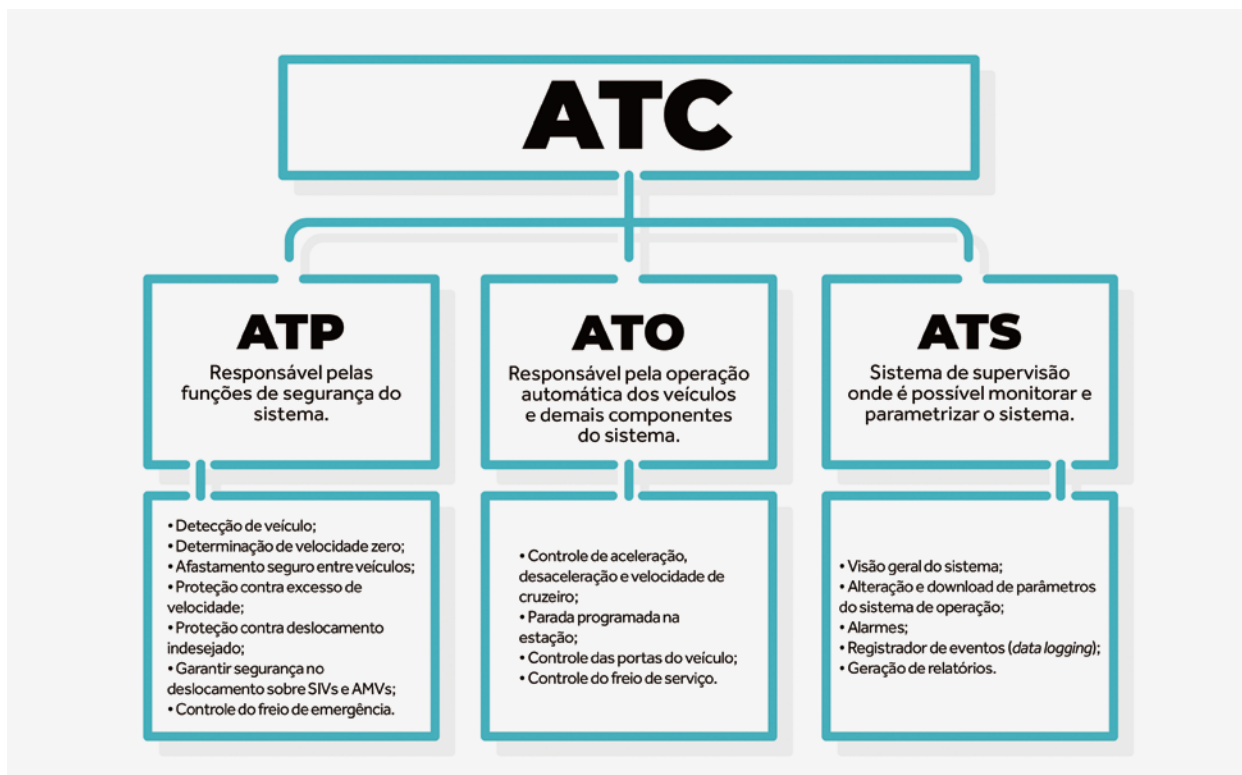 ATC
ATP
Responsável pelas
funções de segurança do
sistema.
ATO
Responsável pela operação
automática dos veículos
e demais componentes
do sistema.
ATS
Sistema de supervisão
onde é possível monitorar e
parametrizar o sistema.
• Detecção de veículo;
• Determinação de velocidade zero;
• Afastamento seguro entre veículos;
• Proteção contra excesso de
velocidade;
• Proteção contra deslocamento
indesejado;
• Garantir segurança no
deslocamento sobre SIVs e AMVs;
• Controle do freio de emergência.
• Controle de aceleração,
desaceleração e velocidade de
cruzeiro;
• Parada programada na
estação;
• Controle das portas do veículo;
• Controle do freio de serviço.
• Visão geral do sistema;
• Alteração e download de parâmetros
do sistema de operação;
• Alarmes;
• Registrador de eventos (data logging);
• Geração de relatórios.